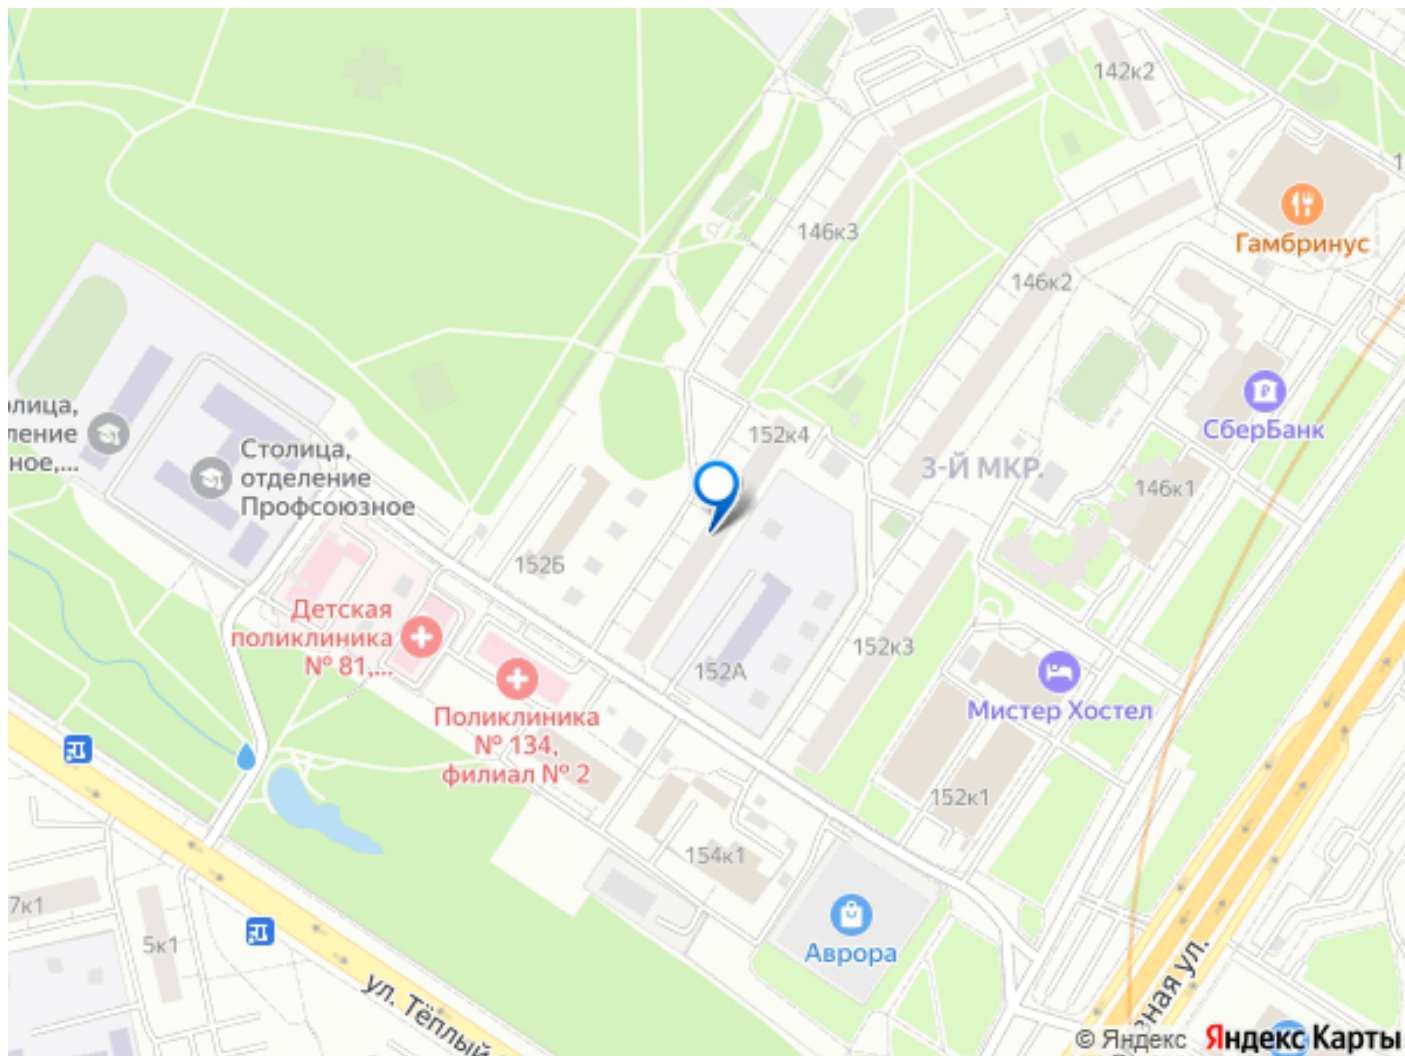 142к2
146к3
Гамбринус
146к2
олица,
ление
ное,...
Столица,
отделение
Профсоюзное
152к4
СберБанк
3-Й МКР.
146к1
152Б
Детская
поликлиника
№ 81,...
152А
152к3
Мистер Хостел
Поликлиника
№ 134,
филиал № 2
152к1
154к1
7к1
5к1
Аврора
ул. Тёплый
ная ул.
© Яндекс Яндекс Карты